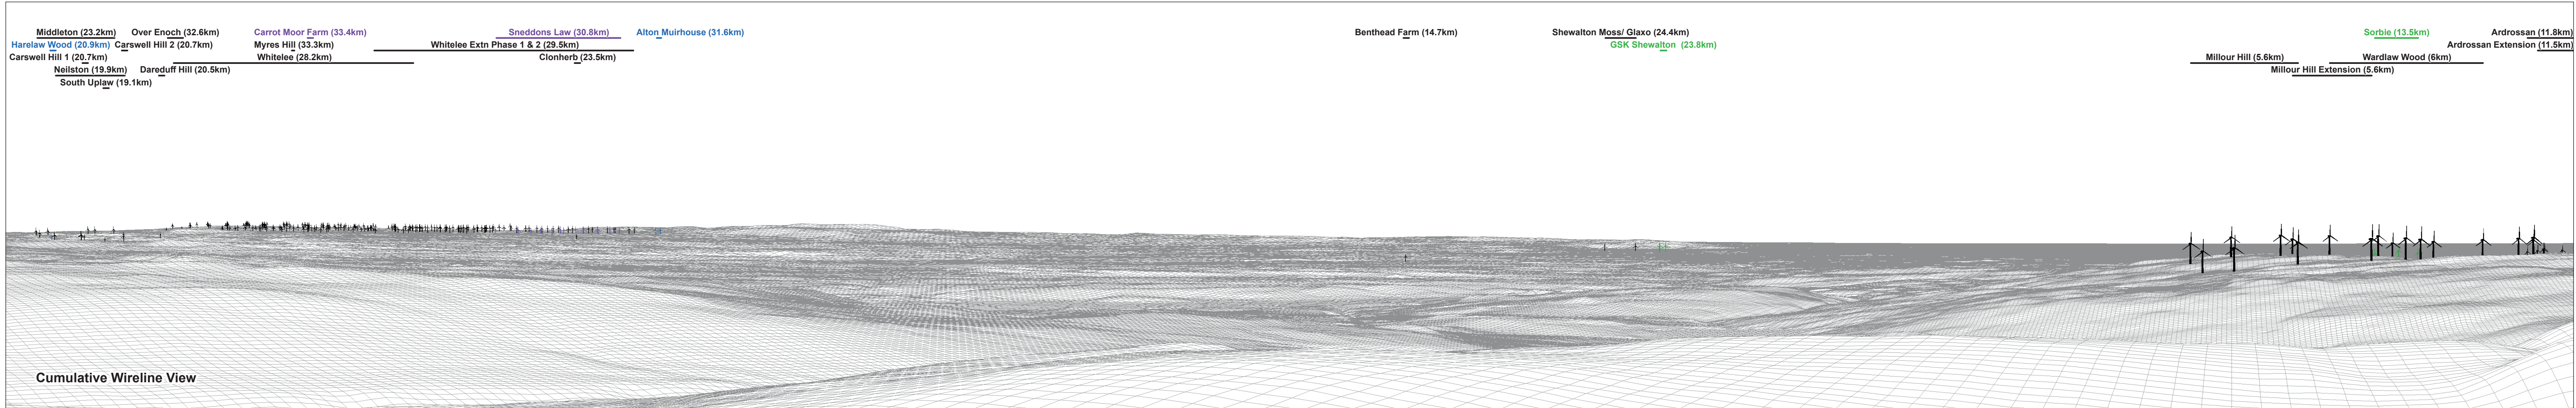 Middleton (23.2km) Over Enoch (32.6km) Carrot Moor Farm (33.4km) Sneddons Law (30.8km) Alton Muirhouse (31.6km) Benthead Farm (14.7km) Shewalton Moss/ Glaxo (24.4km) Sorbie (13.5km) Ardrossan (11.8km)
Harelaw Wood (20.9km) Carswell Hill 2 (20.7km) Myres Hill (33.3km) Whitelee Extn Phase 1 & 2 (29.5km) GSK Shewalton (23.8km) Ardrossan Extension (11.5km)
Carswell Hill 1 (20.7km) Whitelee (28.2km) Clonherb (23.5km) Millour Hill (5.6km) Wardlaw Wood (6km)
Neilston (19.9km) Dareduff Hill (20.5km) Millour Hill Extension (5.6km)
South Uplaw (19.1km)
Cumulative Wireline View